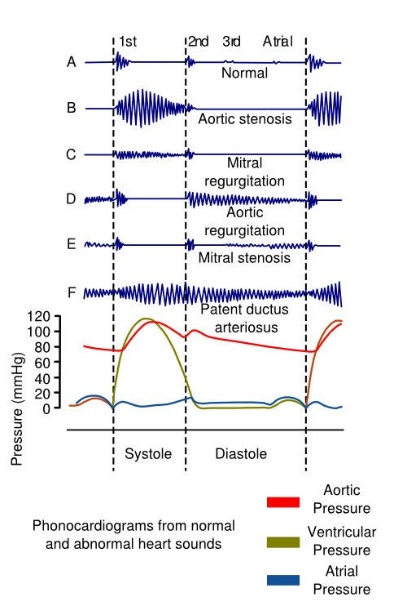 1st 2nd 3rd Atrial
A
Normal
B
Aortic stenosis
C
Mitral
regurgitation
D
Aortic
regurgitation
E
Mitral stenosis
F
Patent ductus
arteriosus
Pressure (mmHg)
120
100
80
60
40
20
0
Systole Diastole
Phonocardiograms from normal
and abnormal heart sounds
Aortic
Pressure
Ventricular
Pressure
Atrial
Pressure